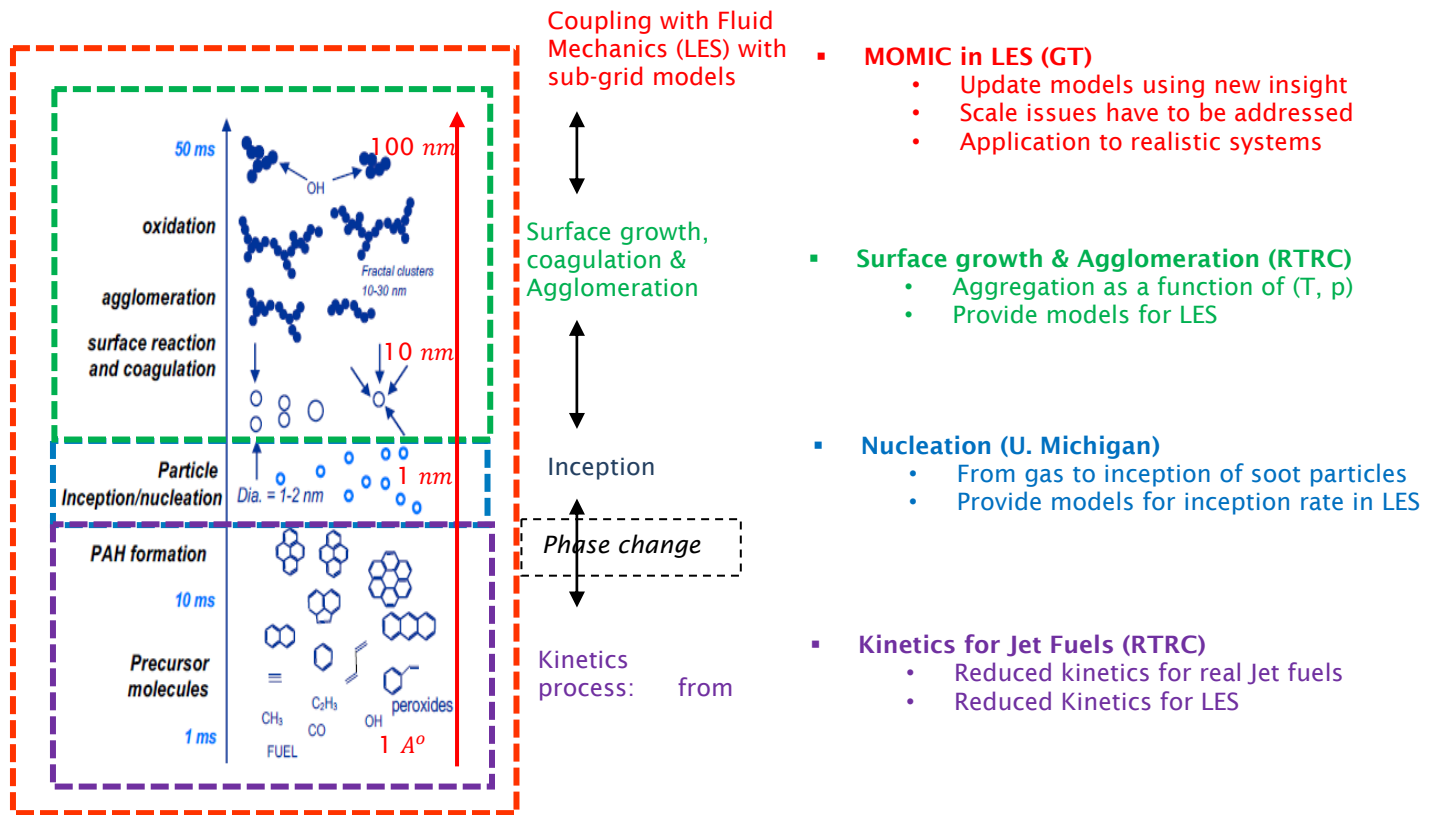 Coupling with Fluid
Mechanics (LES) with
sub-grid models
50 ms
100 nm
OH
oxidation
Fractal clusters
10-30 nm
agglomeration
surface reaction
and coagulation
10 nm
Particle
Inception/nucleation
Dia. = 1-2 nm
1 nm
PAH formation
10 ms
Precursor
molecules
C₂H₃
peroxides
CH₃
CO
OH
1 ms
FUEL
1 Aᵒ
Surface growth,
coagulation &
Agglomeration
Inception
Phase change
Kinetics
process: from
▪ MOMIC in LES (GT)
• Update models using new insight
• Scale issues have to be addressed
• Application to realistic systems
▪ Surface growth & Agglomeration (RTRC)
• Aggregation as a function of (T, p)
• Provide models for LES
▪ Nucleation (U. Michigan)
• From gas to inception of soot particles
• Provide models for inception rate in LES
▪ Kinetics for Jet Fuels (RTRC)
• Reduced kinetics for real Jet fuels
• Reduced Kinetics for LES